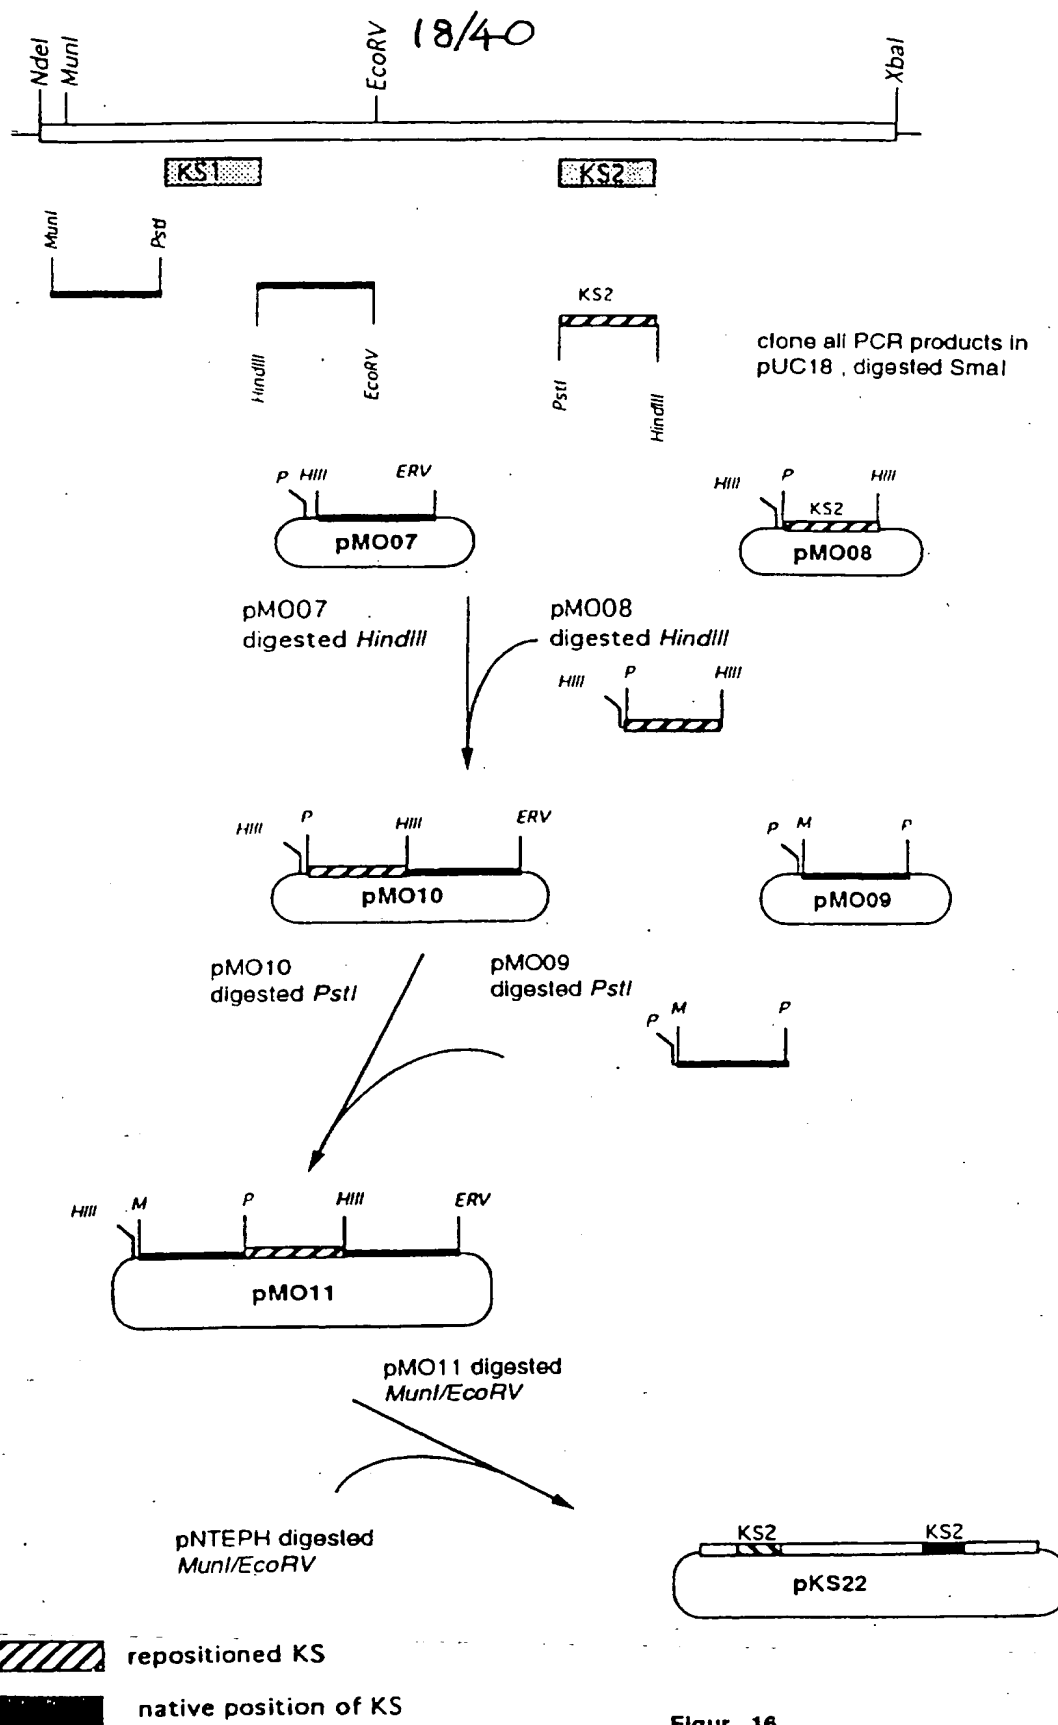 18/40
NdeI
MunI
EcoRV
XbaI
KS1
KS2
MunI
PstI
HindIII
EcoRV
KS2
PstI
HindIII
clone all PCR products in
pUC18 , digested SmaI
P HIII ERV
pMO07
HIII P HIII
KS2
pMO08
pMO07
digested HindIII
pMO08
digested HindIII
HIII P HIII
HIII P HIII ERV
pMO10
P M P
pMO09
pMO10
digested PstI
pMO09
digested PstI
P M P
HIII M P HIII ERV
pMO11
pMO11 digested
MunI/EcoRV
pNTEPH digested
MunI/EcoRV
KS2 KS2
pKS22
repositioned KS
native position of KS
Figur 16